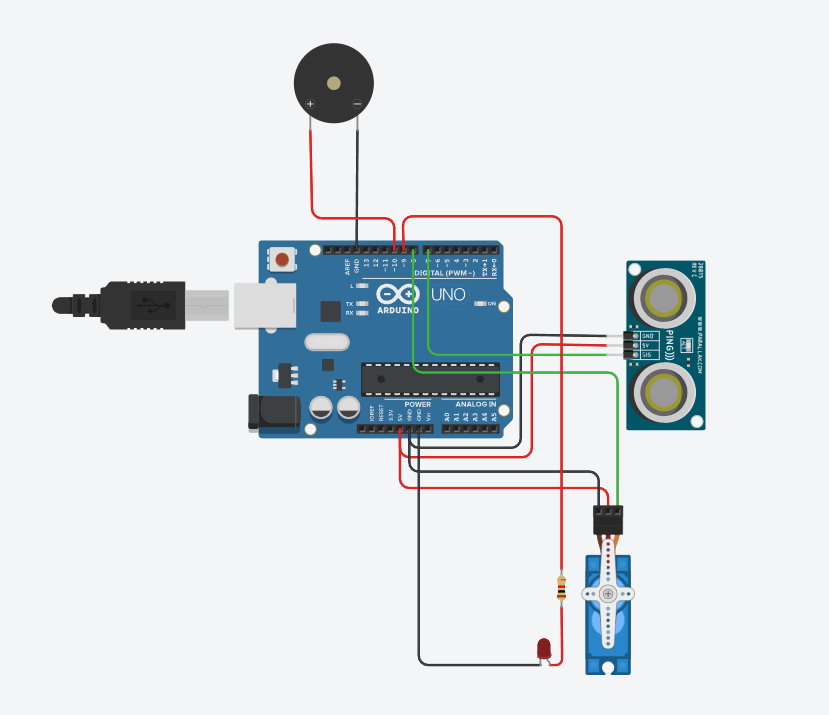 + −
AREF
GND
13
12
~11
~10
~9
8
7
~6
~5
4
~3
2
TX→1
RX←0
DIGITAL (PWM~)
L
TX
RX
ARDUINO
UNO
ON
POWER
ANALOG IN
IOREF
RESET
3.3V
5V
GND
GND
Vin
A0
A1
A2
A3
A4
A5
GND
5V
SIG
PING)))
WWW.PARALLAX.COM
28015